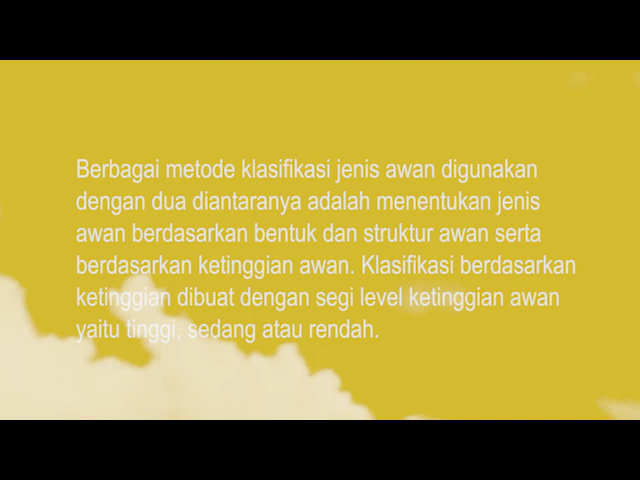 Berbagai metode klasifikasi jenis awan digunakan
dengan dua diantaranya adalah menentukan jenis
awan berdasarkan bentuk dan struktur awan serta
berdasarkan ketinggian awan. Klasifikasi berdasarkan
ketinggian dibuat dengan segi level ketinggian awan
yaitu tinggi, sedang atau rendah.